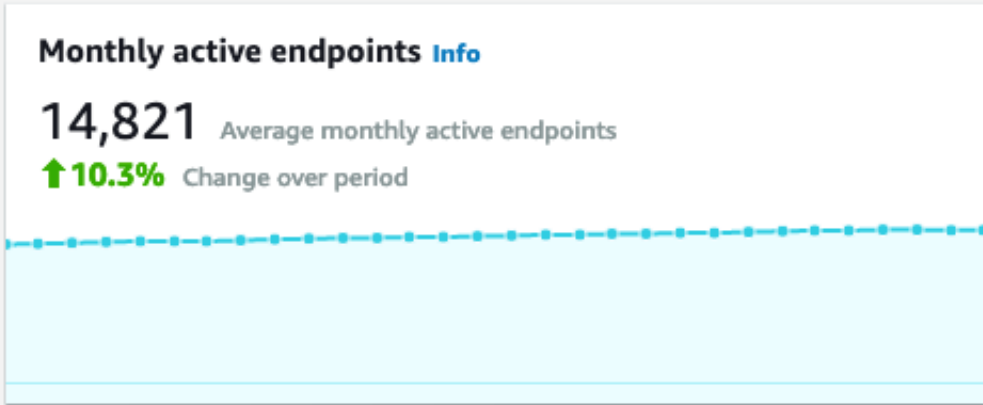 Monthly active endpoints Info
14,821 Average monthly active endpoints
10.3% Change over period